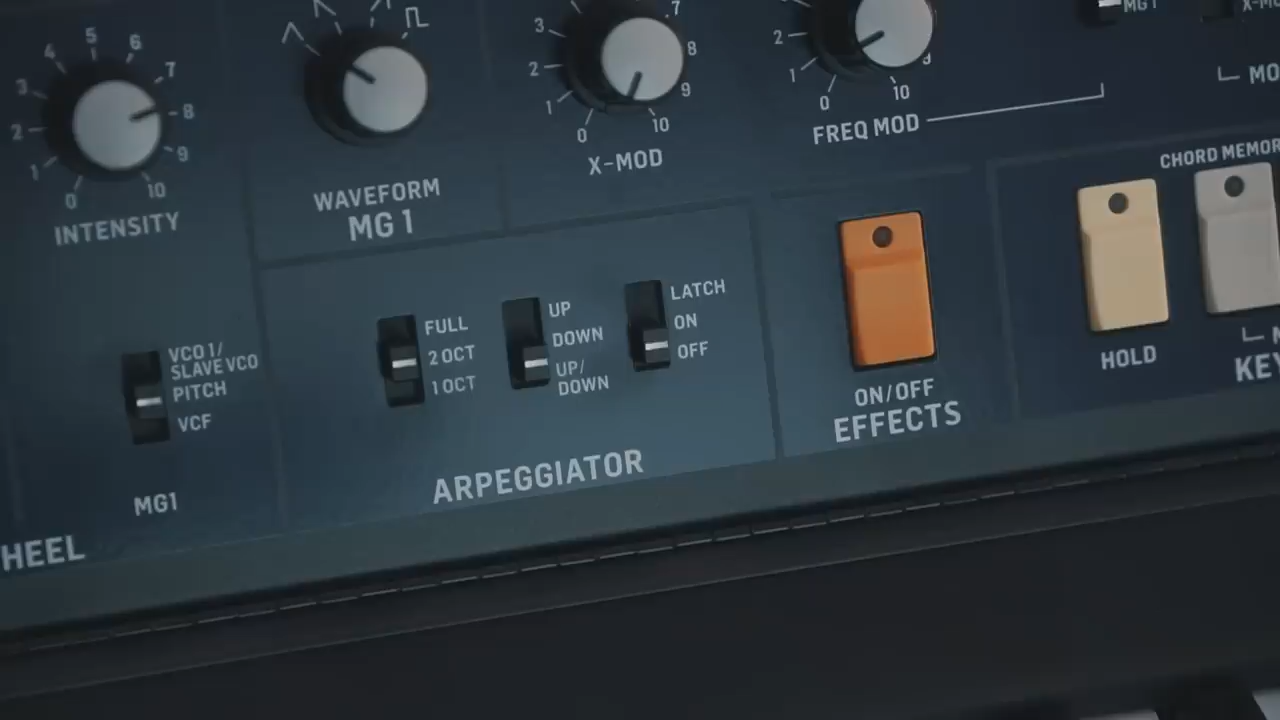 0 1 2 3 4 5 6 7 8 9 10
INTENSITY
WAVEFORM
MG 1
0 1 2 3 7 8 9 10
X-MOD
0 1 2 10
FREQ MOD
MG1
VCO 1/
SLAVE VCO
PITCH
VCF
MG1
HEEL
FULL
2 OCT
1 OCT
UP
DOWN
UP/
DOWN
LATCH
ON
OFF
ARPEGGIATOR
ON/OFF
EFFECTS
CHORD MEMOR
HOLD
KEY